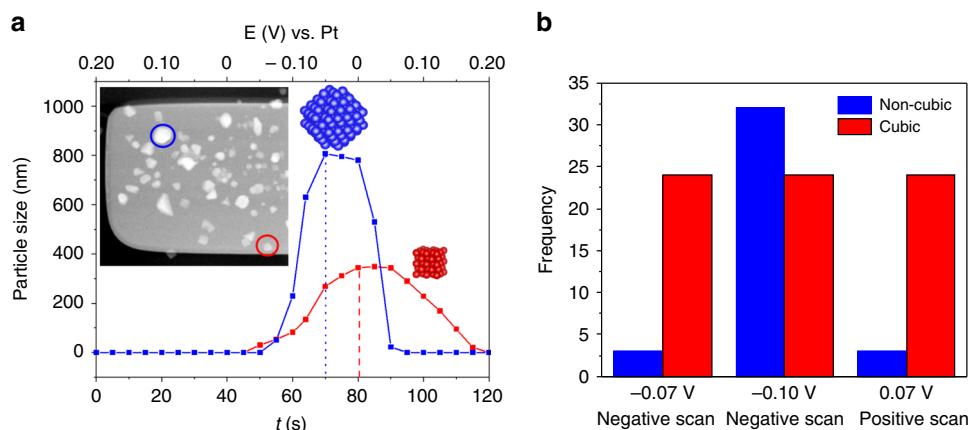 a
E (V) vs. Pt
0.20 0.10 0 –0.10 0 0.10 0.20
1000
800
600
400
200
0
Particle size (nm)
0 20 40 60 80 100 120
t (s)
b
35
30
25
20
15
10
5
0
Frequency
Non-cubic
Cubic
–0.07 V –0.10 V 0.07 V
Negative scan Negative scan Positive scan